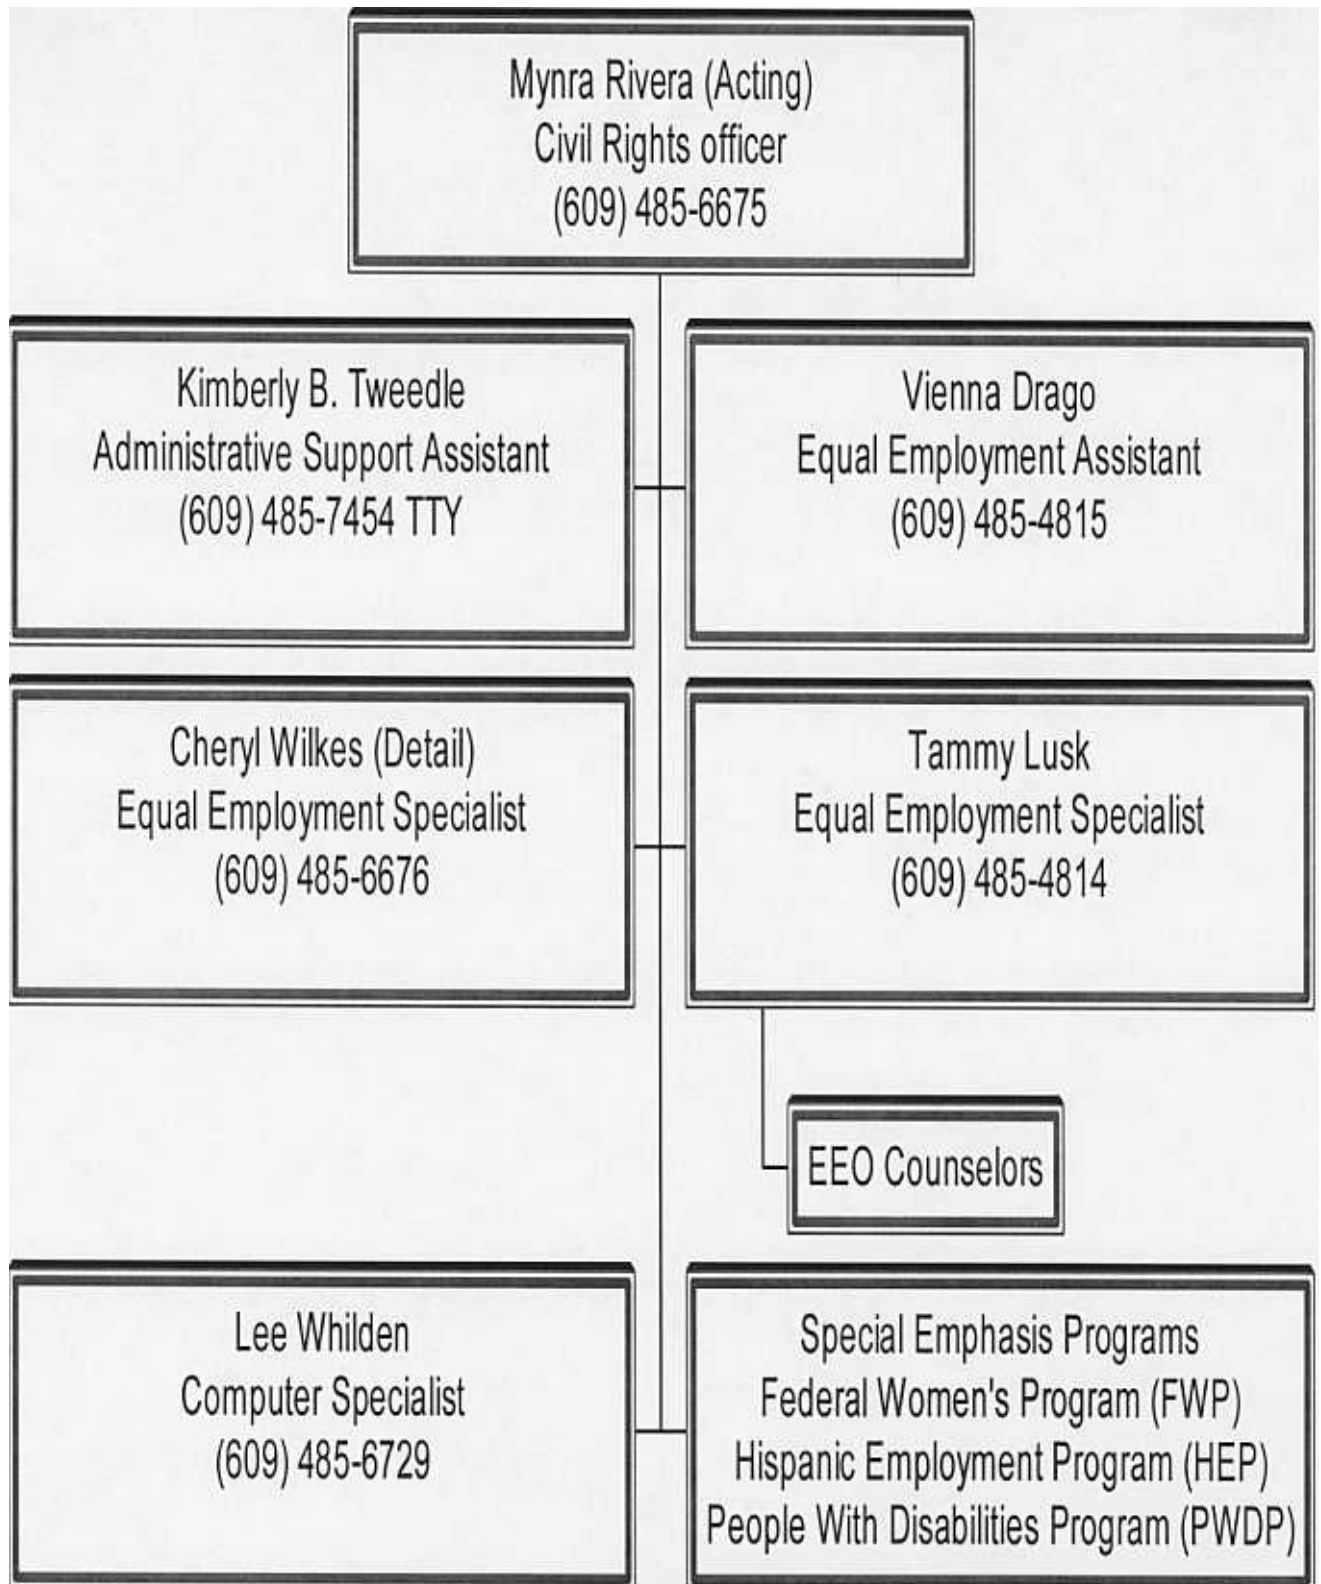 Mynra Rivera (Acting)
Civil Rights officer
(609) 485-6675
Kimberly B. Tweedle
Administrative Support Assistant
(609) 485-7454 TTY
Vienna Drago
Equal Employment Assistant
(609) 485-4815
Cheryl Wilkes (Detail)
Equal Employment Specialist
(609) 485-6676
Tammy Lusk
Equal Employment Specialist
(609) 485-4814
EEO Counselors
Lee Whilden
Computer Specialist
(609) 485-6729
Special Emphasis Programs
Federal Women's Program (FWP)
Hispanic Employment Program (HEP)
People With Disabilities Program (PWDP)